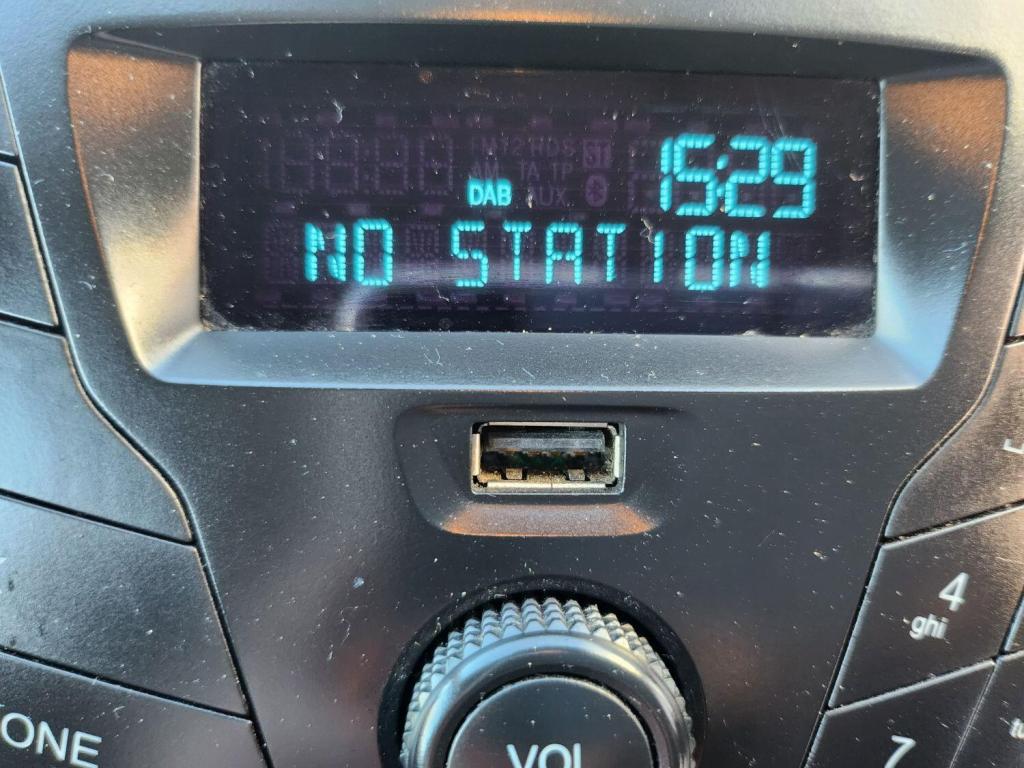 15:29
DAB
NO STATION
4
ghi
ONE
7
VOL